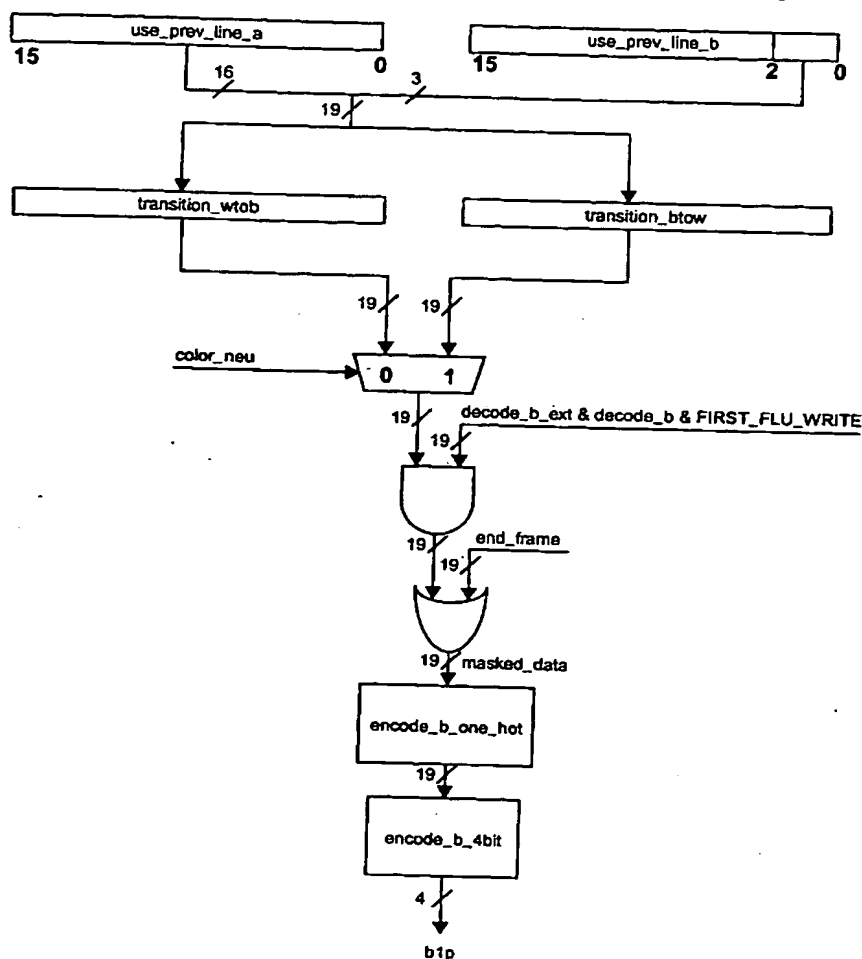 use_prev_line_a
use_prev_line_b
15
0
15
2
0
16
3
19
transition_wtob
transition_btow
19
19
color_neu
0
1
19
decode_b_ext & decode_b & FIRST_FLU_WRITE
19
19
end_frame
19
19
masked_data
encode_b_one_hot
19
encode_b_4bit
4
b1p